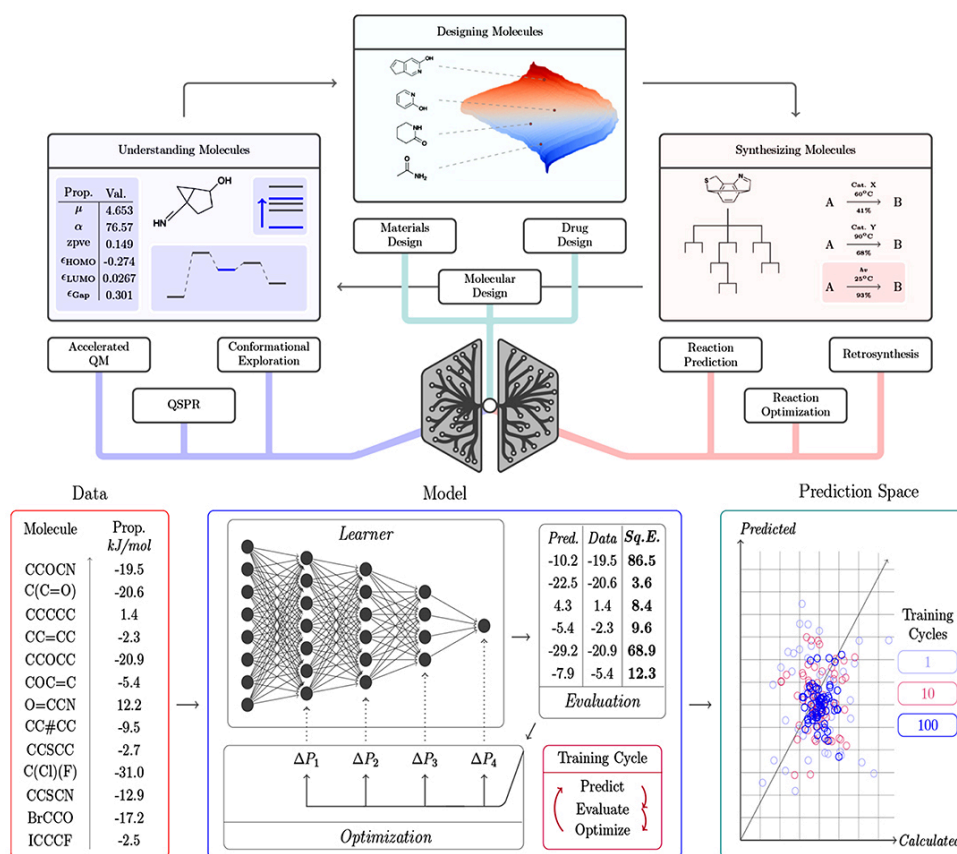 Designing Molecules
OH
N
N
OH
NH
O
O
NH₂
Understanding Molecules
Prop. Val.
μ 4.653
α 76.57
zpve 0.149
ϵHOMO -0.274
ϵLUMO 0.0267
ϵGap 0.301
OH
HN
Synthesizing Molecules
S
N
Cat. X
60°C
A B
41%
Cat. Y
90°C
A B
68%
hν
25°C
A B
93%
Materials
Design
Drug
Design
Molecular
Design
Accelerated
QM
Conformational
Exploration
QSPR
Reaction
Prediction
Retrosynthesis
Reaction
Optimization
Data
Molecule Prop.
kJ/mol
CCOCN -19.5
C(C=O) -20.6
CCCCC 1.4
CC=CC -2.3
CCOCC -20.9
COC=C -5.4
O=CCN 12.2
CC#CC -9.5
CCSCC -2.7
C(Cl)(F) -31.0
CCSCN -12.9
BrCCO -17.2
ICCCF -2.5
Model
Learner
Pred. Data Sq.E.
-10.2 -19.5 86.5
-22.5 -20.6 3.6
4.3 1.4 8.4
-5.4 -2.3 9.6
-29.2 -20.9 68.9
-7.9 -5.4 12.3
Evaluation
ΔP₁ ΔP₂ ΔP₃ ΔP₄
Optimization
Training Cycle
Predict
Evaluate
Optimize
Prediction Space
Predicted
Training
Cycles
1
10
100
Calculated